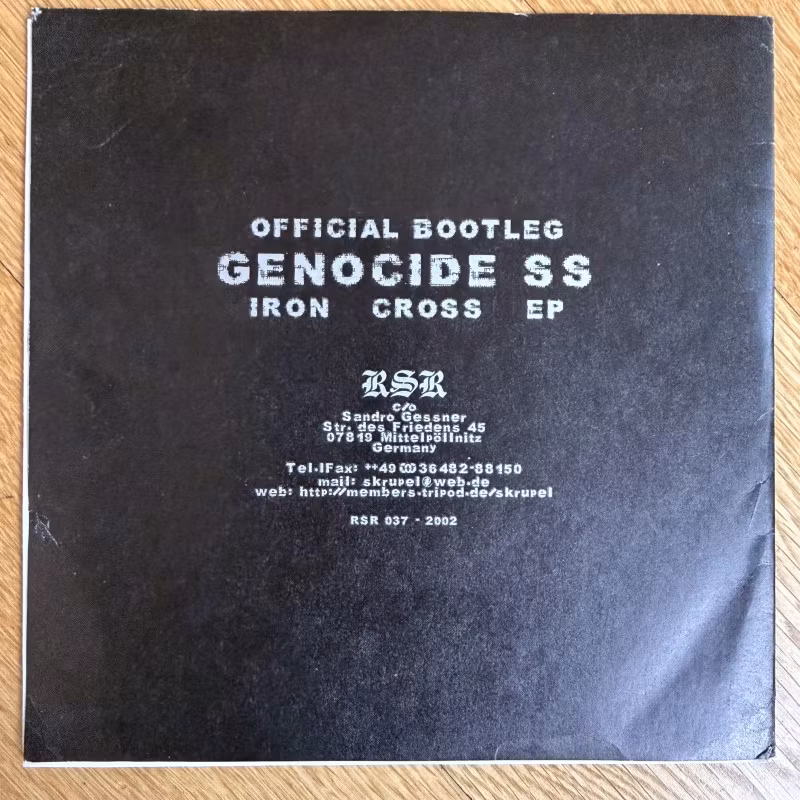 OFFICIAL BOOTLEG
GENOCIDE SS
IRON CROSS EP
RSR
c/o
Sandro Gessner
Str. des Friedens 45
07819 Mittelpöllnitz
Germany
Tel./Fax: ++49(0)36482-88150
mail: skrupel@web.de
web: http://members.tripod.de/skrupel
RSR 037 - 2002